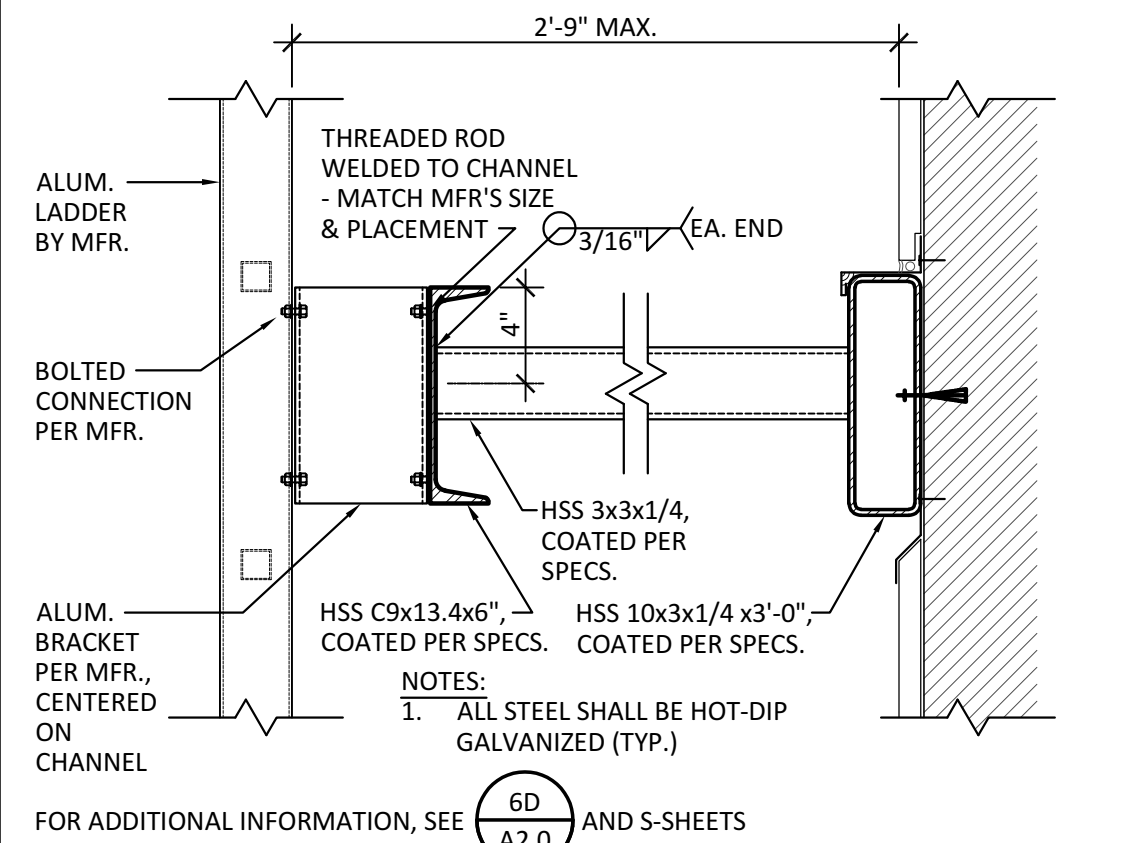 2'-9" MAX.
THREADED ROD
WELDED TO CHANNEL
- MATCH MFR'S SIZE
& PLACEMENT
3/16"
EA. END
ALUM.
LADDER
BY MFR.
4"
BOLTED
CONNECTION
PER MFR.
HSS 3x3x1/4,
COATED PER
SPECS.
ALUM.
BRACKET
PER MFR.,
CENTERED
ON
CHANNEL
HSS C9x13.4x6",
COATED PER SPECS.
HSS 10x3x1/4 x3'-0",
COATED PER SPECS.
NOTES:
1. ALL STEEL SHALL BE HOT-DIP
GALVANIZED (TYP.)
FOR ADDITIONAL INFORMATION, SEE 6D AND S-SHEETS
A2.0